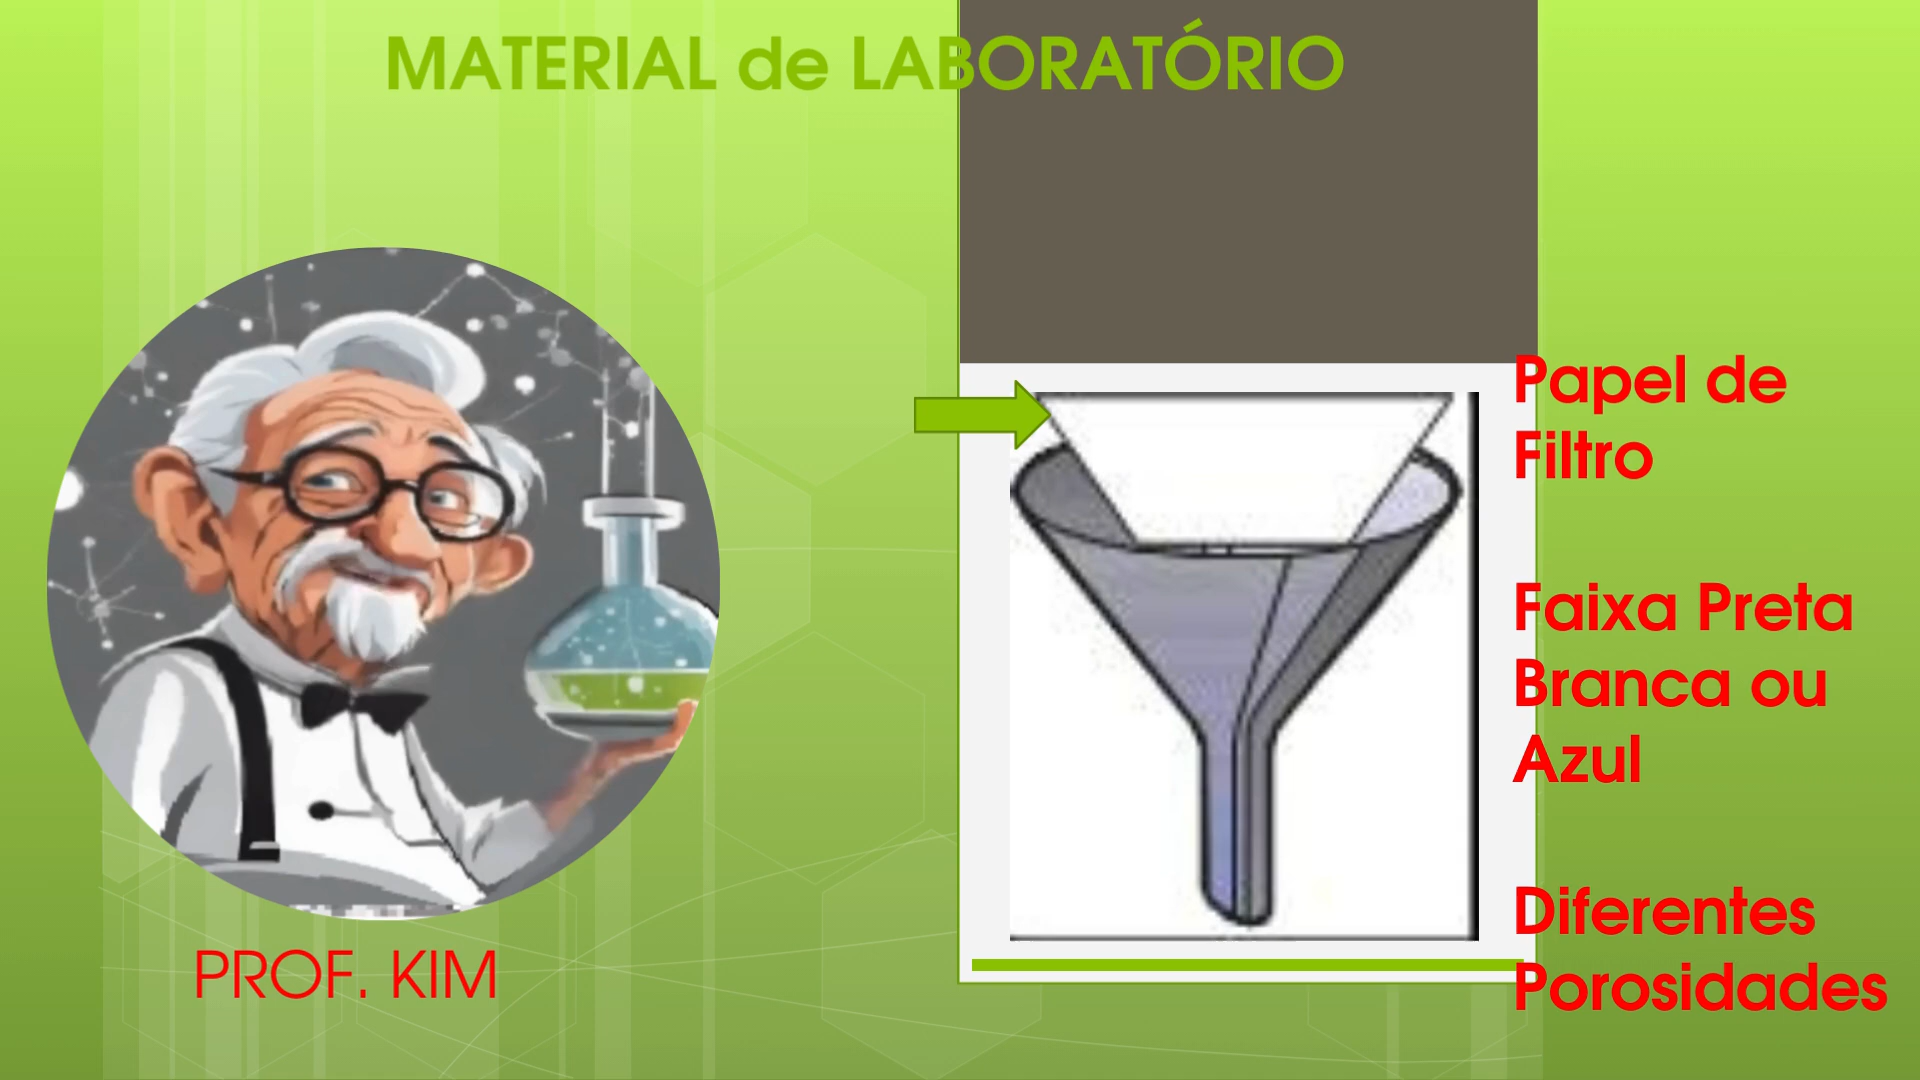 MATERIAL de LABORATÓRIO
Papel de
Filtro
Faixa Preta
Branca ou
Azul
Diferentes
Porosidades
PROF. KIM